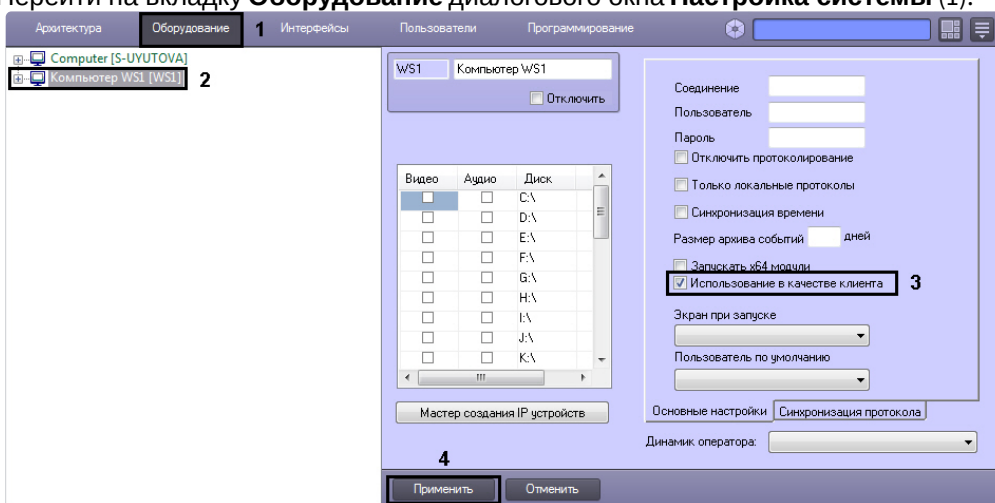 Перейти на вкладку Оборудование диалогового окна Настройка системы (1).
Архитектура Оборудование 1 Интерфейсы Пользователи Программирование
Computer [S-UYUTOVA]
Компьютер WS1 [WS1] 2
WS1 Компьютер WS1
Отключить
Соединение
Пользователь
Пароль
Отключить протоколирование
Только локальные протоколы
Синхронизация времени
Размер архива событий дней
Запускать x64 модули
Использование в качестве клиента 3
Экран при запуске
Пользователь по умолчанию
Основные настройки Синхронизация протокола
Динамик оператора:
Видео Аудио Диск
C:\
D:\
E:\
F:\
G:\
H:\
I:\
J:\
K:\
Мастер создания IP устройств
4
Применить Отменить